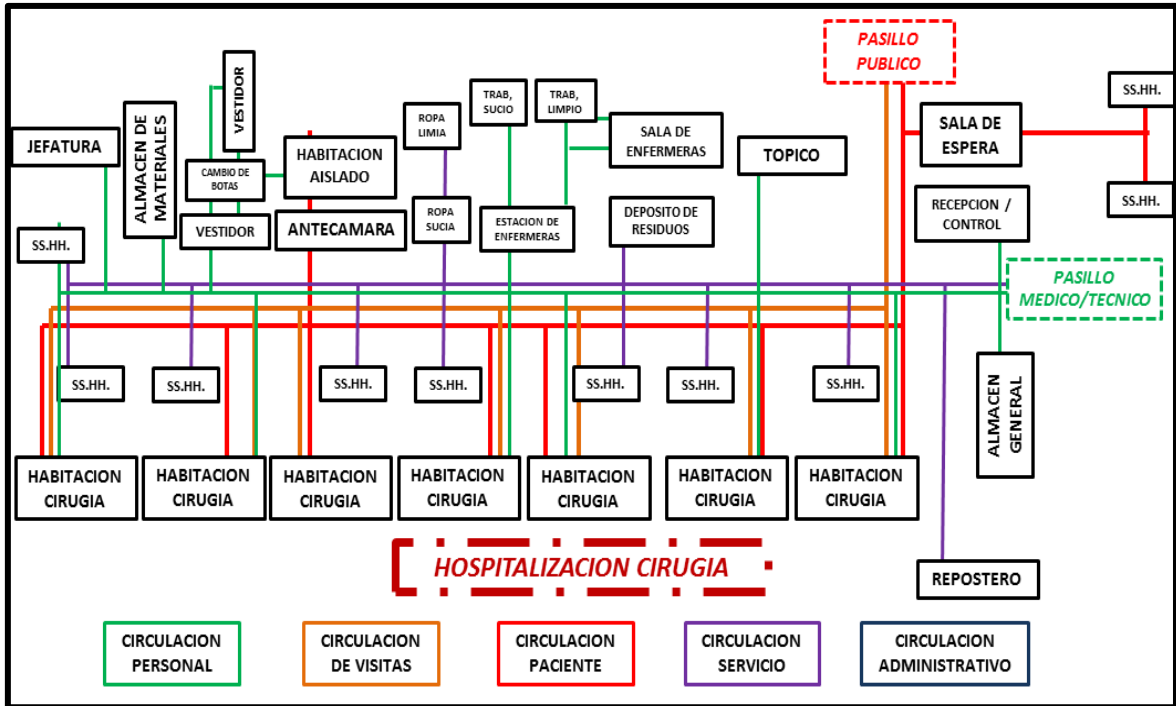 PASILLO
PUBLICO
VESTIDOR
TRAB,
SUCIO
TRAB,
LIMPIO
SS.HH.
ALMACEN DE
MATERIALES
ROPA
LIMIA
SALA DE
ENFERMERAS
SALA DE
ESPERA
JEFATURA
HABITACION
AISLADO
TOPICO
CAMBIO DE
BOTAS
SS.HH.
ANTECAMARA
ROPA
SUCIA
ESTACION DE
ENFERMERAS
DEPOSITO DE
RESIDUOS
RECEPCION /
CONTROL
VESTIDOR
SS.HH.
PASILLO
MEDICO/TECNICO
SS.HH.
SS.HH.
SS.HH.
SS.HH.
SS.HH.
SS.HH.
SS.HH.
ALMACEN
GENERAL
HABITACION
CIRUGIA
HABITACION
CIRUGIA
HABITACION
CIRUGIA
HABITACION
CIRUGIA
HABITACION
CIRUGIA
HABITACION
CIRUGIA
HABITACION
CIRUGIA
HOSPITALIZACION CIRUGIA
REPOSTERO
CIRCULACION
PERSONAL
CIRCULACION
DE VISITAS
CIRCULACION
PACIENTE
CIRCULACION
SERVICIO
CIRCULACION
ADMINISTRATIVO